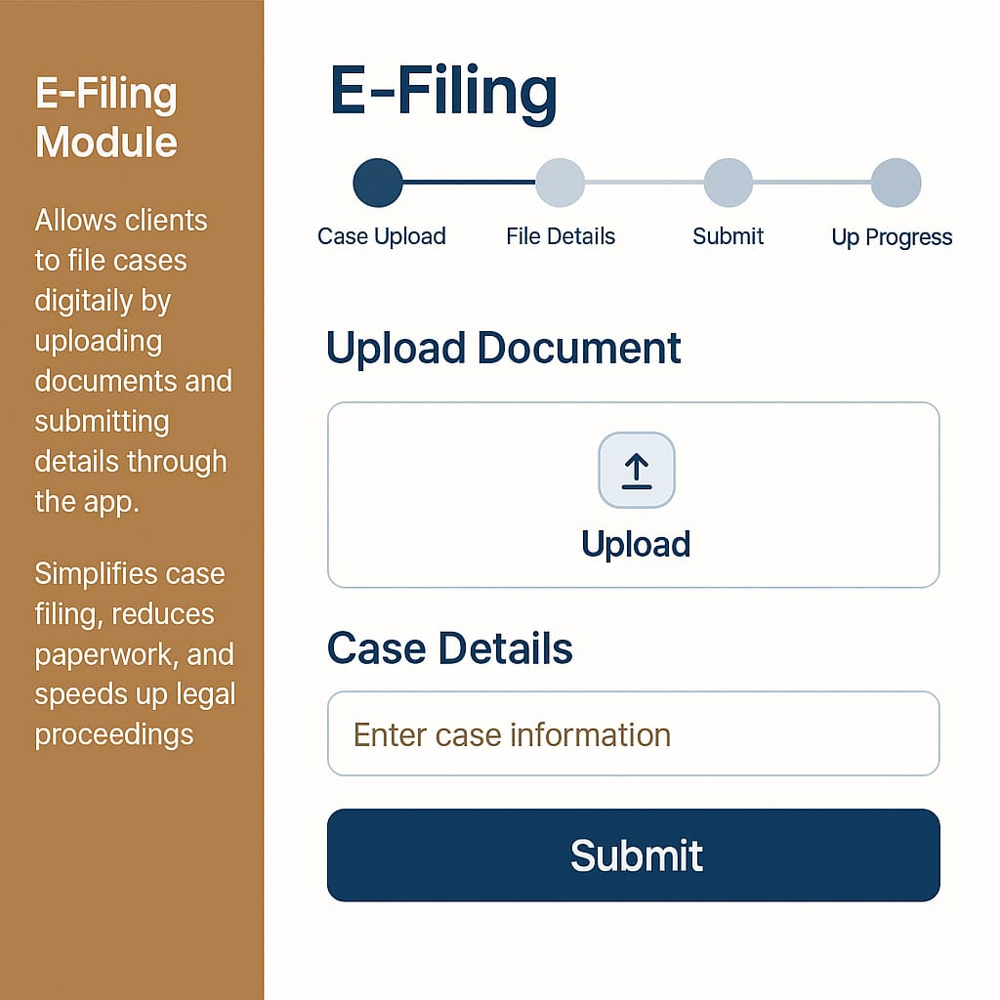 E-Filing
Module
Allows clients
to file cases
digitaily by
uploading
documents and
submitting
details through
the app.
Simplifies case
filing, reduces
paperwork, and
speeds up legal
proceedings
E-Filing
Case Upload
File Details
Submit
Up Progress
Upload Document
Upload
Case Details
Enter case information
Submit